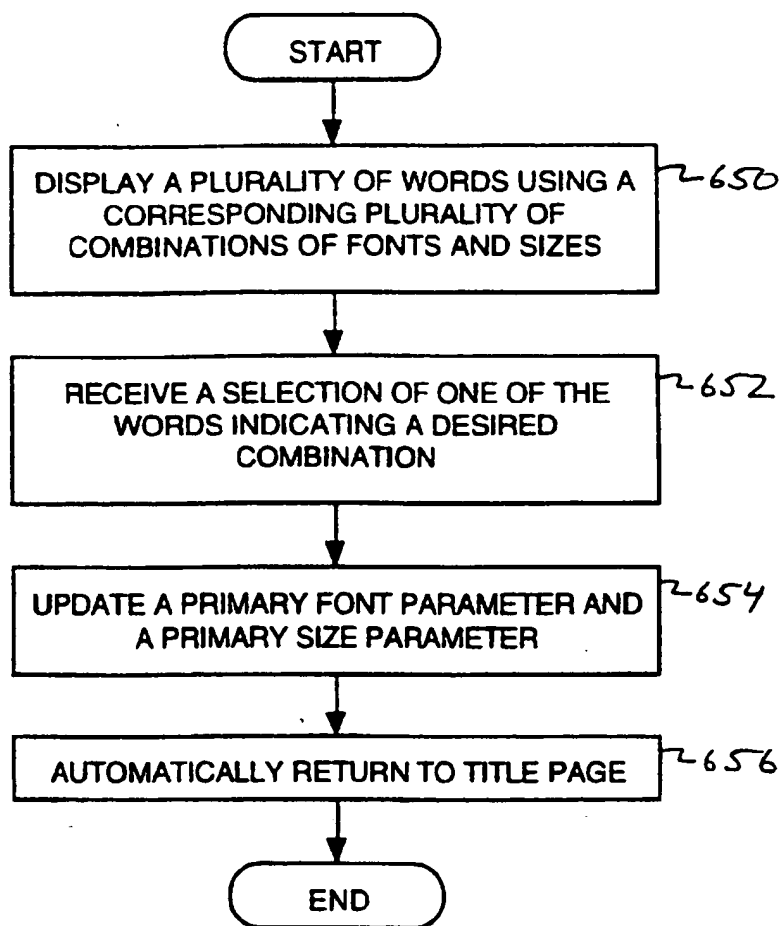 START
DISPLAY A PLURALITY OF WORDS USING A
CORRESPONDING PLURALITY OF
COMBINATIONS OF FONTS AND SIZES
650
RECEIVE A SELECTION OF ONE OF THE
WORDS INDICATING A DESIRED
COMBINATION
652
UPDATE A PRIMARY FONT PARAMETER AND
A PRIMARY SIZE PARAMETER
654
AUTOMATICALLY RETURN TO TITLE PAGE
656
END